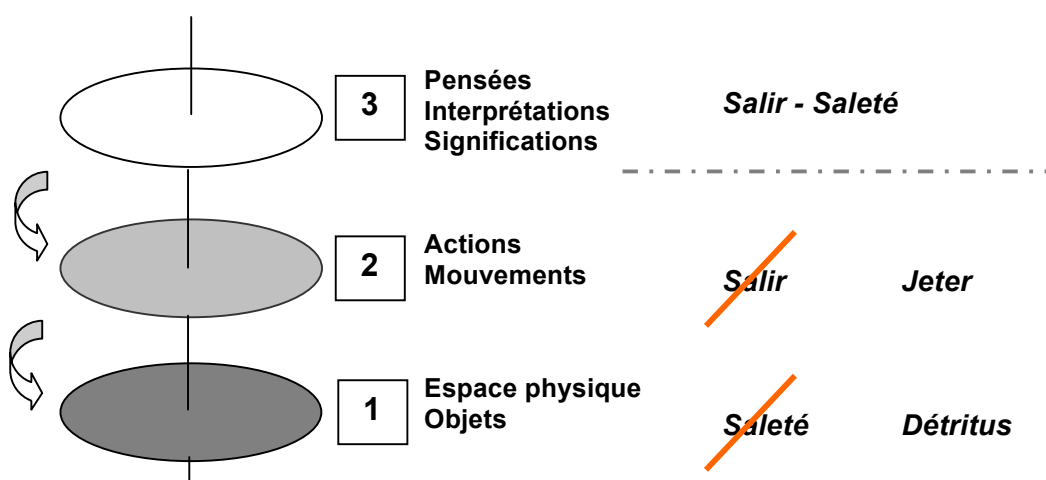 3
Pensées
Interprétations
Significations
Salir - Saleté
2
Actions
Mouvements
Salir
Jeter
1
Espace physique
Objets
Saleté
Détritus